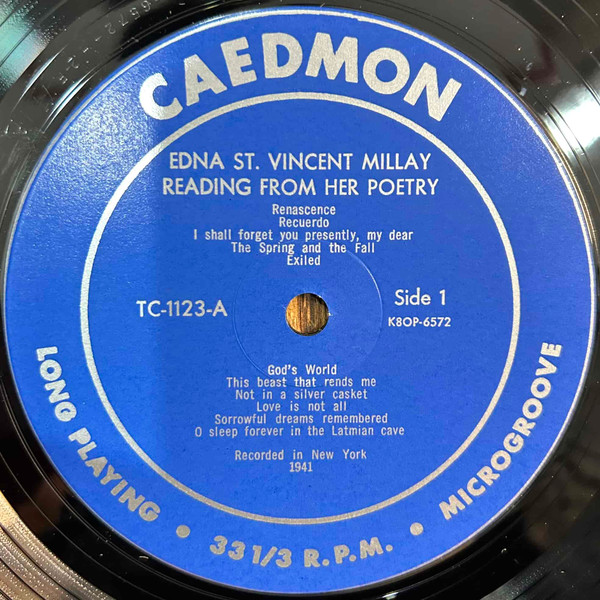 CAEDMON
EDNA ST. VINCENT MILLAY
READING FROM HER POETRY
Renascence
Recuerdo
I shall forget you presently, my dear
The Spring and the Fall
Exiled
TC-1123-A
Side 1
K8OP-6572
God's World
This beast that rends me
Not in a silver casket
Love is not all
Sorrowful dreams remembered
O sleep forever in the Latmian cave
Recorded in New York
1941
LONG PLAYING • 33 1/3 R.P.M. • MICROGROOVE